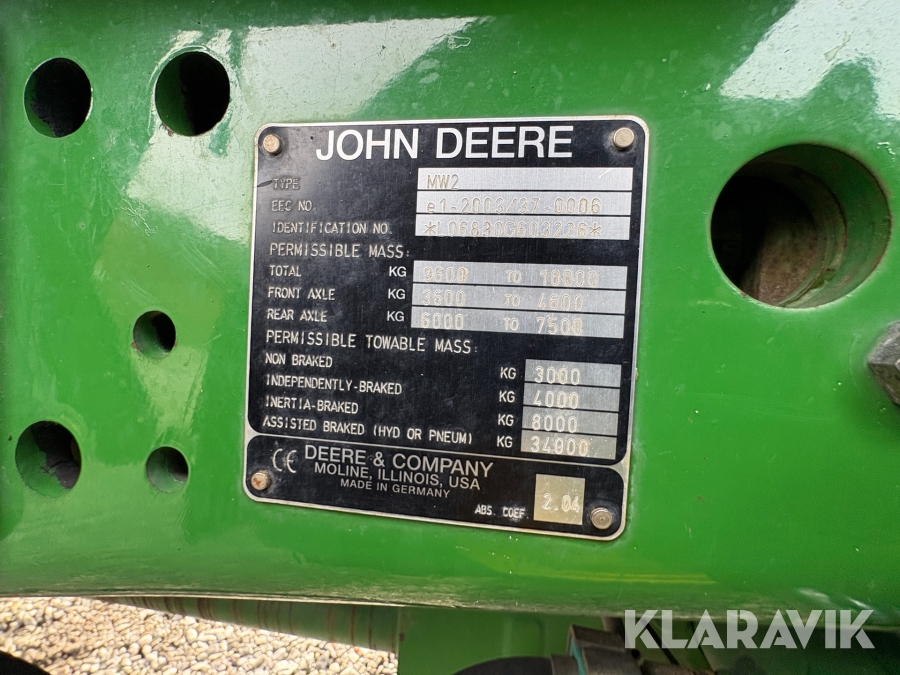 JOHN DEERE
TYPE MW2
EEC NO. e1-2003/37-0006
IDENTIFICATION NO.
PERMISSIBLE MASS:
TOTAL KG TO
FRONT AXLE KG 3500 TO 4600
REAR AXLE KG 6000 TO 7500
PERMISSIBLE TOWABLE MASS:
NON BRAKED KG 3000
INDEPENDENTLY-BRAKED KG 4000
INERTIA-BRAKED KG 8000
ASSISTED BRAKED (HYD OR PNEUM) KG 34000
CE DEERE & COMPANY
MOLINE, ILLINOIS, USA
MADE IN GERMANY
ABS. COEF. 2.04
KLARAVIK